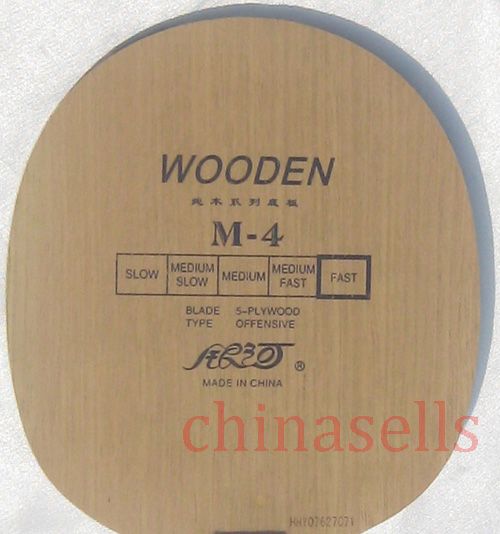 WOODEN
纯木系列底板
M-4
SLOW MEDIUM SLOW MEDIUM MEDIUM FAST FAST
BLADE 5-PLYWOOD
TYPE OFFENSIVE
®
MADE IN CHINA
chinasells
HHY07627071